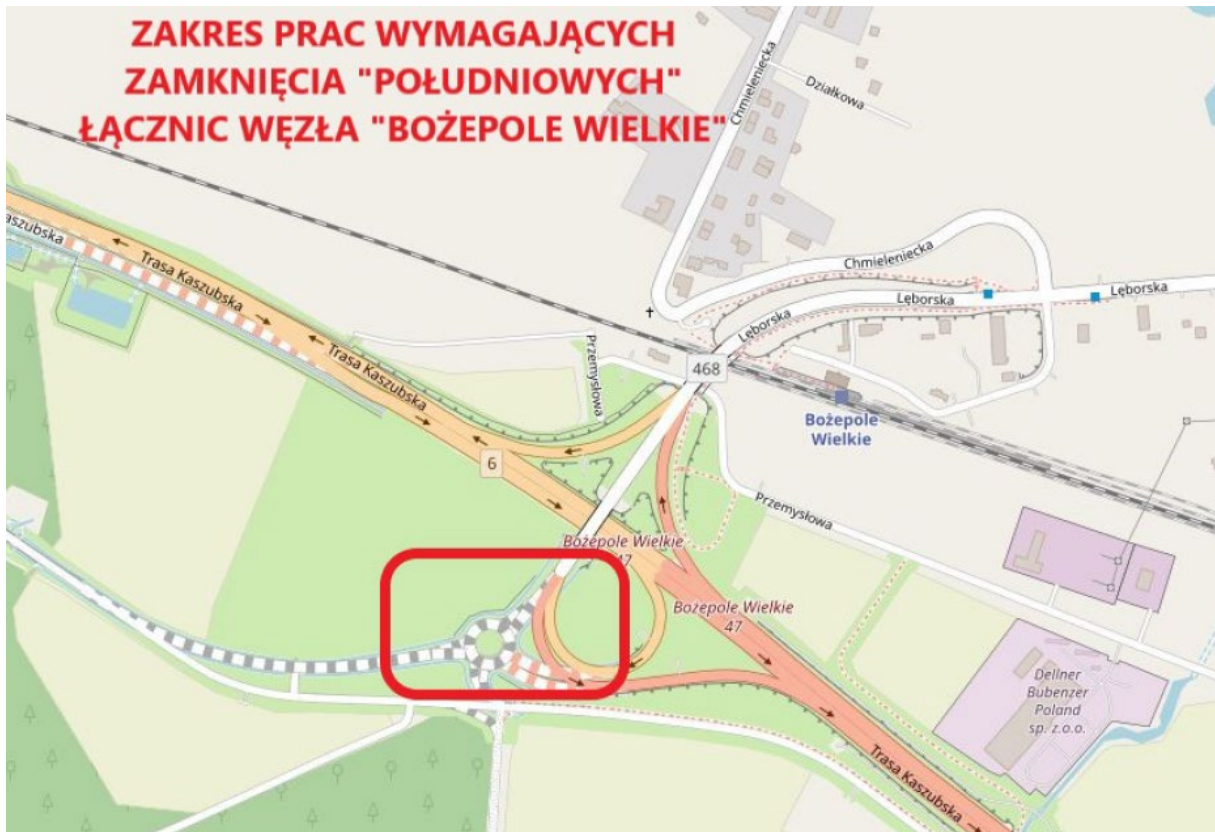 ZAKRES PRAC WYMAGAJĄCYCH
ZAMKNIĘCIA "POŁUDNIOWYCH"
ŁĄCZNIC WĘZŁA "BOŻEPOLE WIELKIE"
Chmieleniecka
Działkowa
aszubska
Trasa Kaszubska
Chmieleniecka
Lęborska
Lęborska
Lęborska
Trasa Kaszubska
Przemysłowa
468
Bożepole
Wielkie
6
Przemysłowa
Bożepole Wielkie
47
Bożepole Wielkie
47
Dellner
Bubenzer
Poland
sp. z.o.o.
Trasa Kaszubska